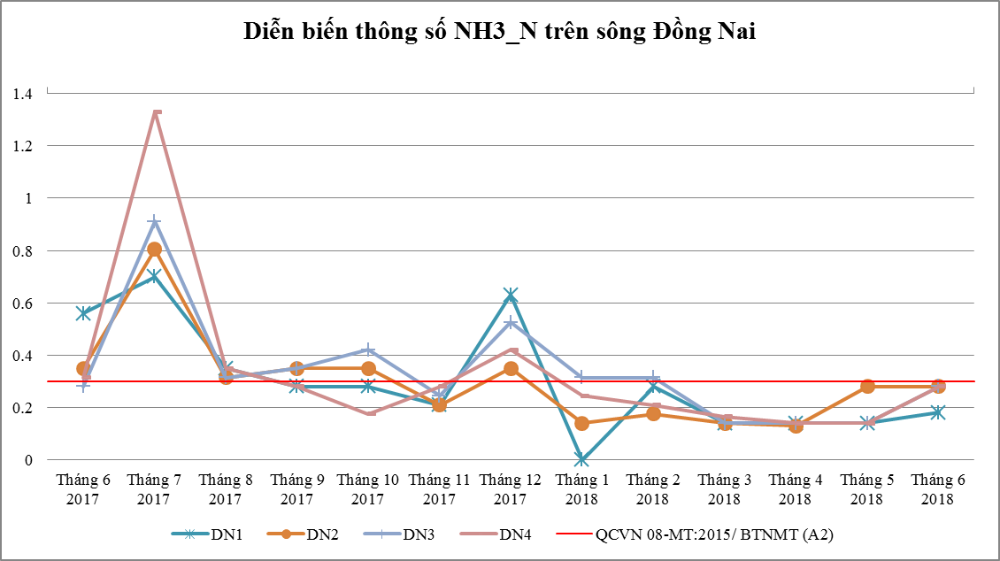 Diễn biến thông số NH3_N trên sông Đồng Nai
1.4
1.2
1
0.8
0.6
0.4
0.2
0
Tháng 6 Tháng 7 Tháng 8 Tháng 9 Tháng 10 Tháng 11 Tháng 12 Tháng 1 Tháng 2 Tháng 3 Tháng 4 Tháng 5 Tháng 6
2017 2017 2017 2017 2017 2017 2017 2018 2018 2018 2018 2018 2018
DN1 DN2 DN3 DN4 QCVN 08-MT:2015/ BTNMT (A2)